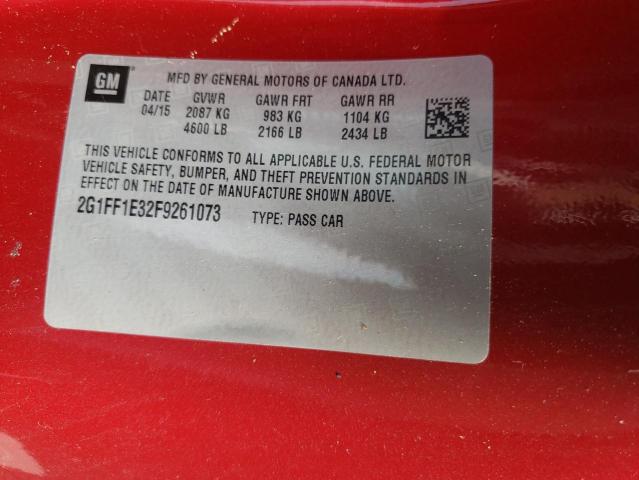 GM
MFD BY GENERAL MOTORS OF CANADA LTD.
DATE GVWR GAWR FRT GAWR RR
04/15 2087 KG 983 KG 1104 KG
4600 LB 2166 LB 2434 LB
THIS VEHICLE CONFORMS TO ALL APPLICABLE U.S. FEDERAL MOTOR
VEHICLE SAFETY, BUMPER, AND THEFT PREVENTION STANDARDS IN
EFFECT ON THE DATE OF MANUFACTURE SHOWN ABOVE.
2G1FF1E32F9261073 TYPE: PASS CAR